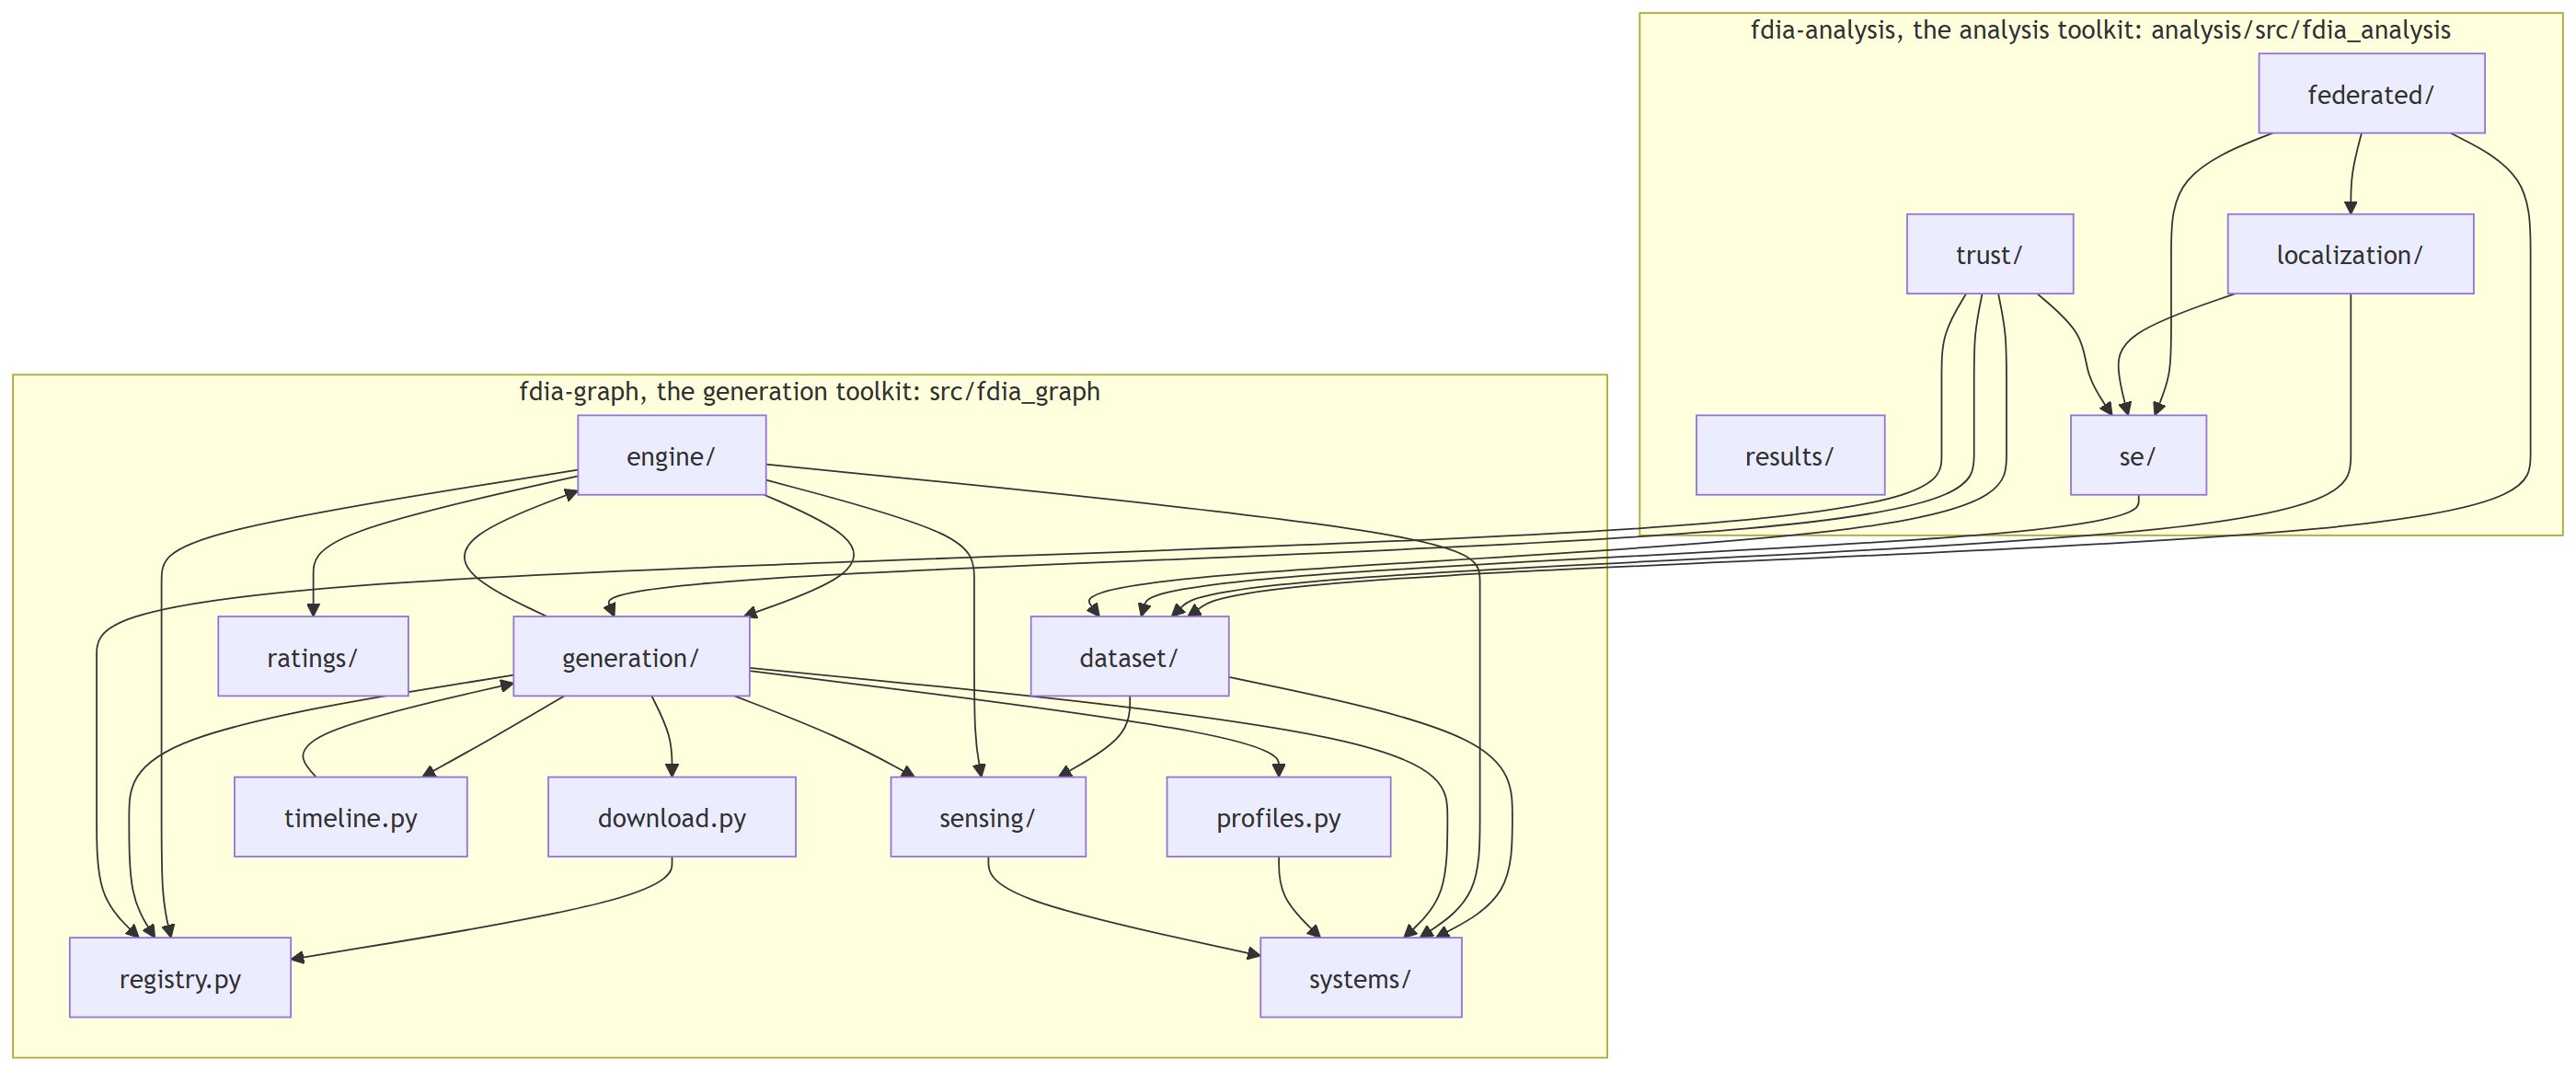 fdia-analysis, the analysis toolkit: analysis/src/fdia_analysis
federated/
trust/
localization/
results/
se/
fdia-graph, the generation toolkit: src/fdia_graph
engine/
ratings/
generation/
dataset/
timeline.py
download.py
sensing/
profiles.py
registry.py
systems/